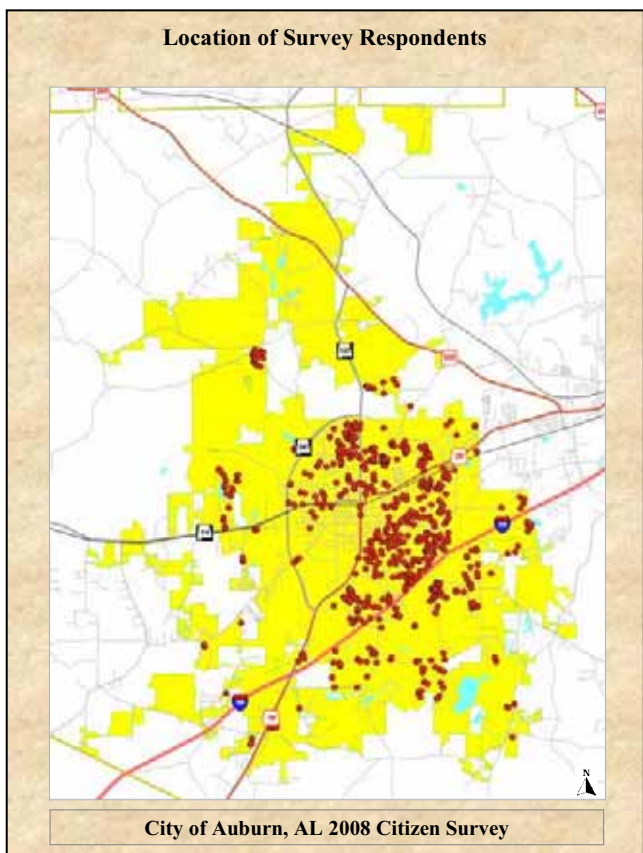 Location of Survey Respondents
N
City of Auburn, AL 2008 Citizen Survey